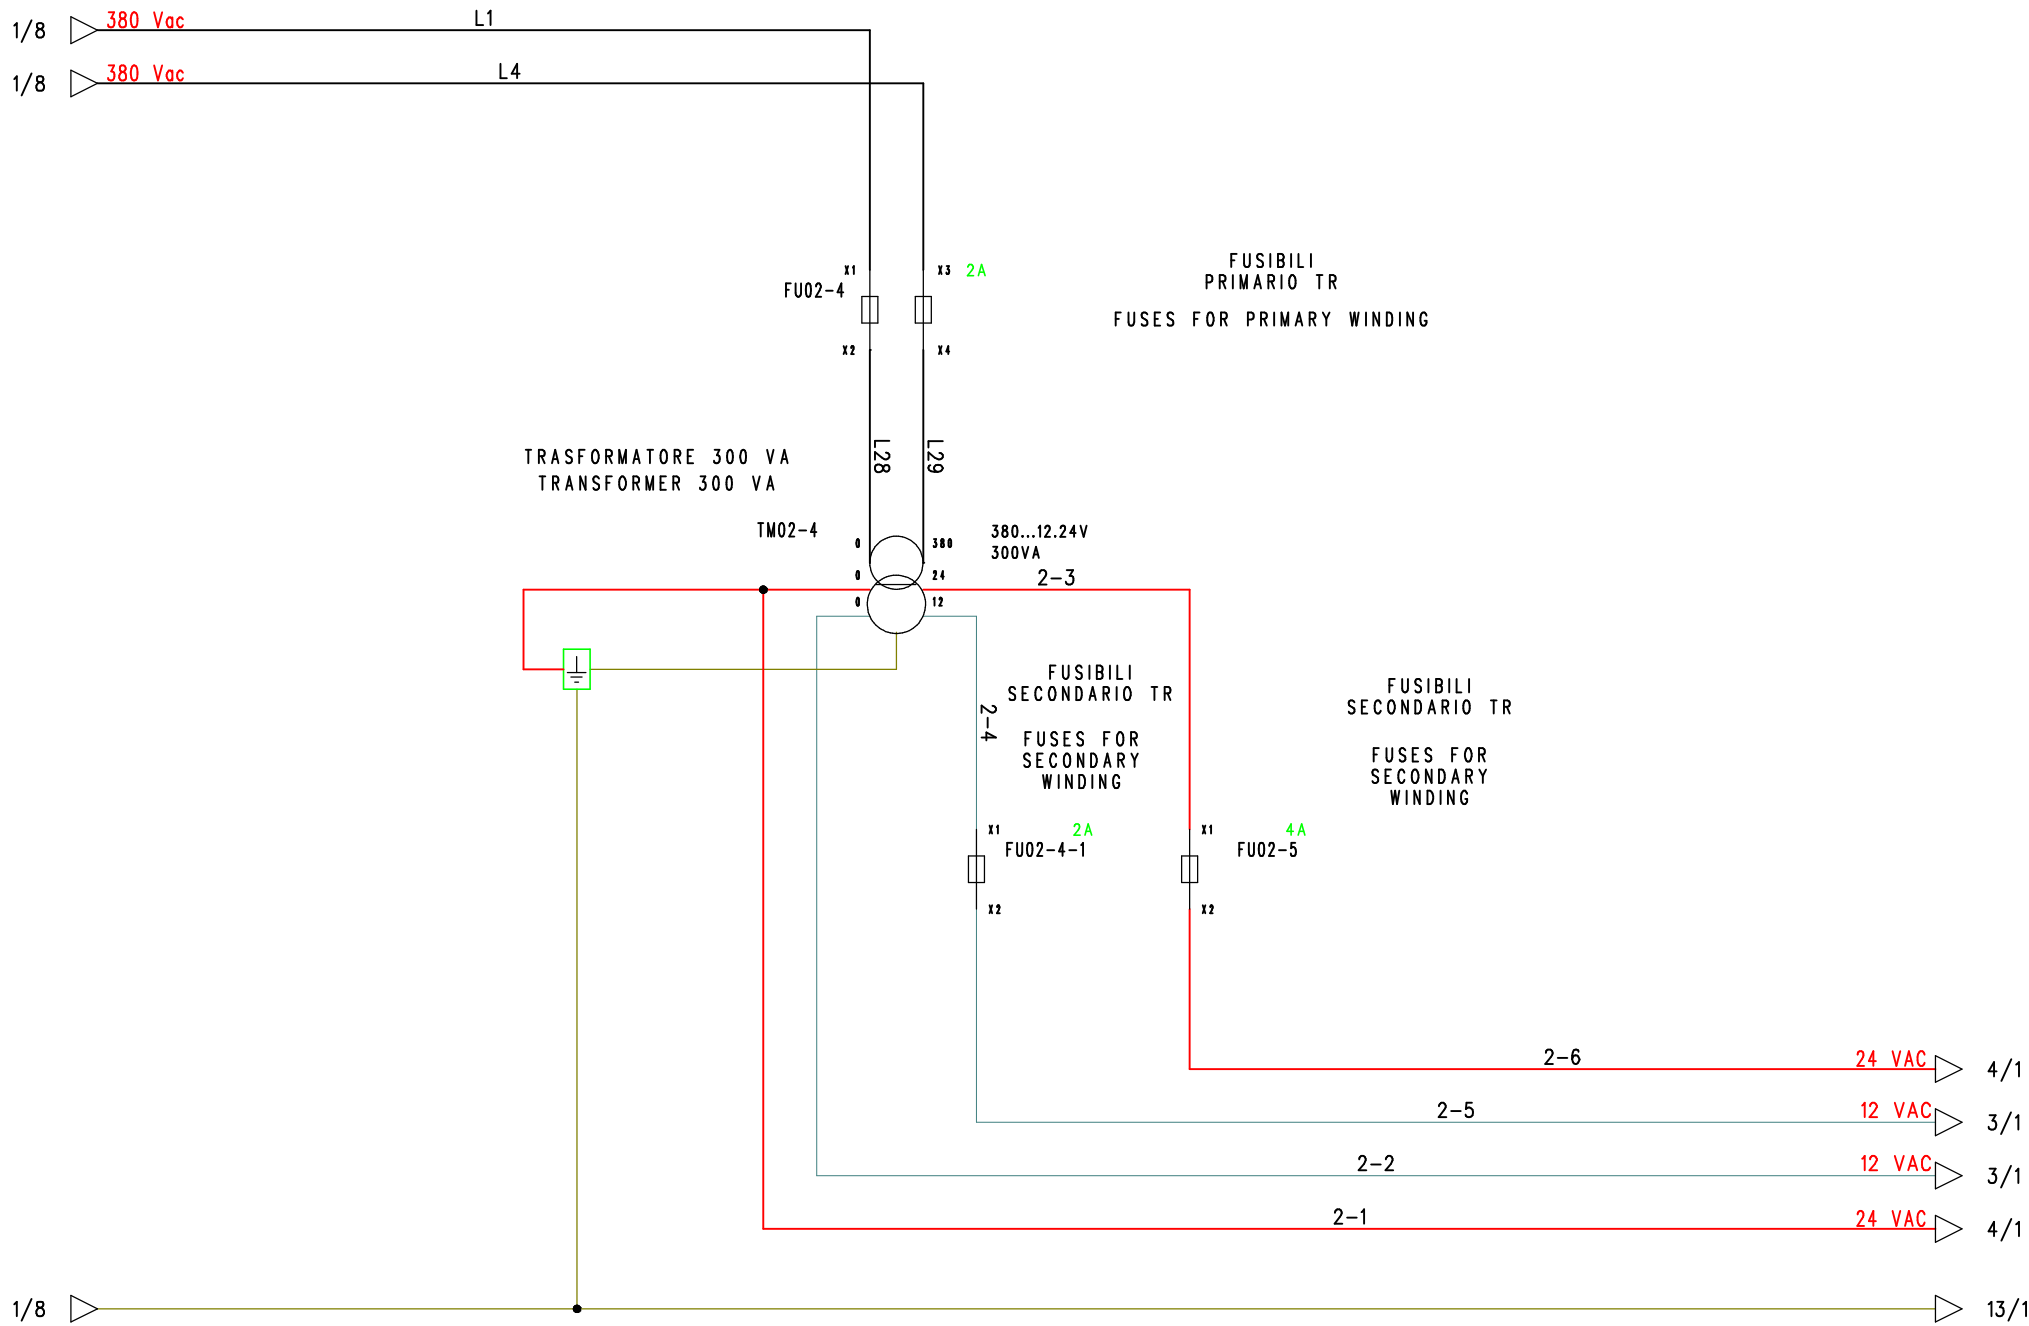 1/8 380 Vac L1
1/8 380 Vac L4
X1 X3 2A
FU02-4
X2 X4
FUSIBILI
PRIMARIO TR
FUSES FOR PRIMARY WINDING
L28 L29
TRASFORMATORE 300 VA
TRANSFORMER 300 VA
TM02-4
0 380
380...12.24V
300VA
0 24
2-3
0 12
FUSIBILI
SECONDARIO TR
FUSES FOR
SECONDARY
WINDING
2-4
FUSIBILI
SECONDARIO TR
FUSES FOR
SECONDARY
WINDING
X1 2A
FU02-4-1
X2
X1 4A
FU02-5
X2
2-6 24 VAC 4/1
2-5 12 VAC 3/1
2-2 12 VAC 3/1
2-1 24 VAC 4/1
1/8 13/1